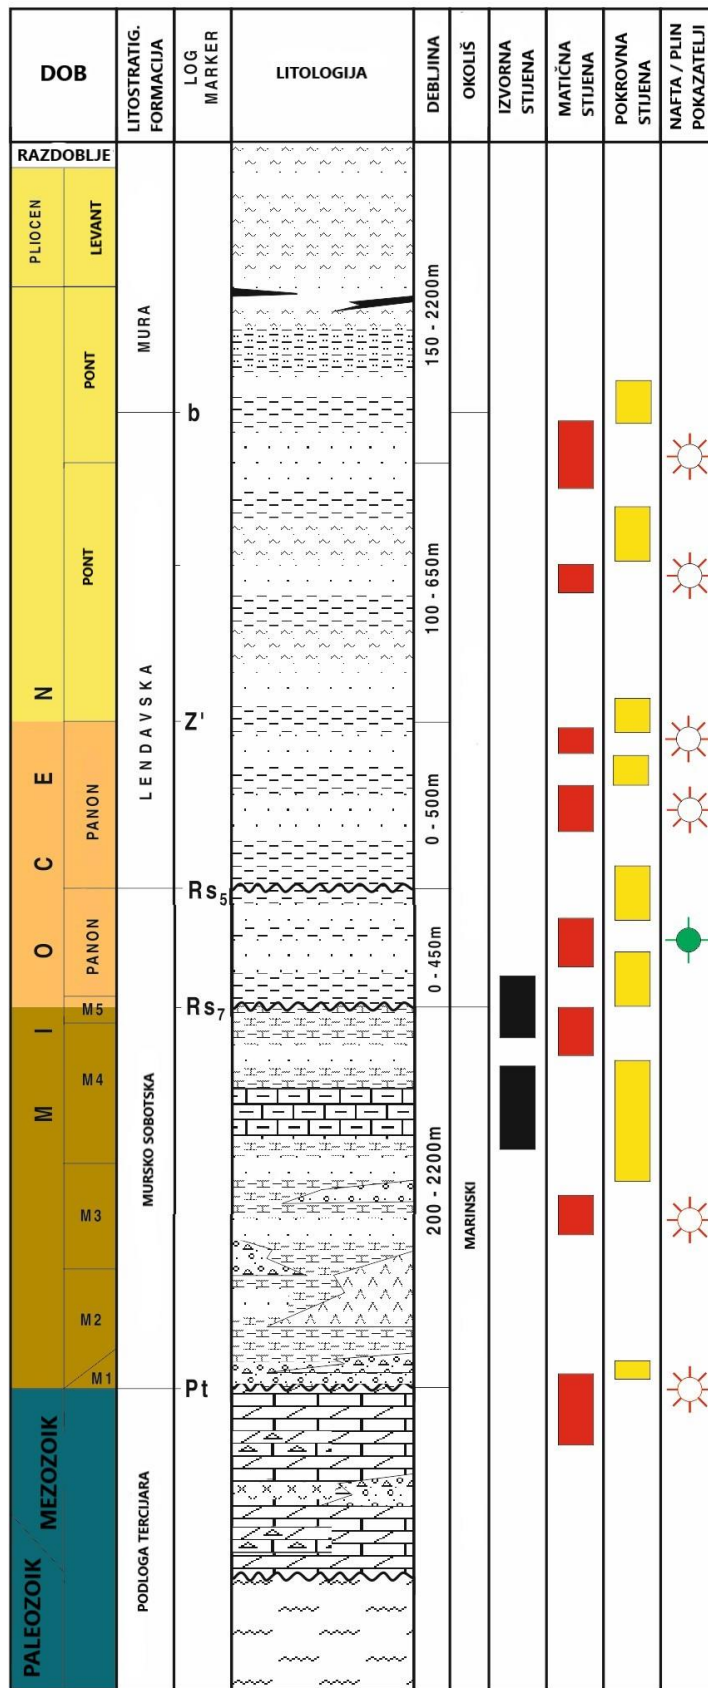 DOB
LITOSTRATIG.
FORMACIJA
LOG
MARKER
LITOLOGIJA
DEBLJINA
OKOLIŠ
IZVORNA
STIJENA
MATIČNA
STIJENA
POKROVNA
STIJENA
NAFTA / PLIN
POKAZATELJI
RAZDOBLJE
PLIOCEN
LEVANT
MIOCEN
PONT
PONT
PANON
PANON
M5
M4
M3
M2
M1
MEZOZOIK
PALEOZOIK
MURA
LENDAVSKA
MURSKO SOBOTSKA
PODLOGA TERCIJARA
b
Z'
Rs5
Rs7
Pt
150 - 2200m
100 - 650m
0 - 500m
0 - 450m
200 - 2200m
MARINSKI